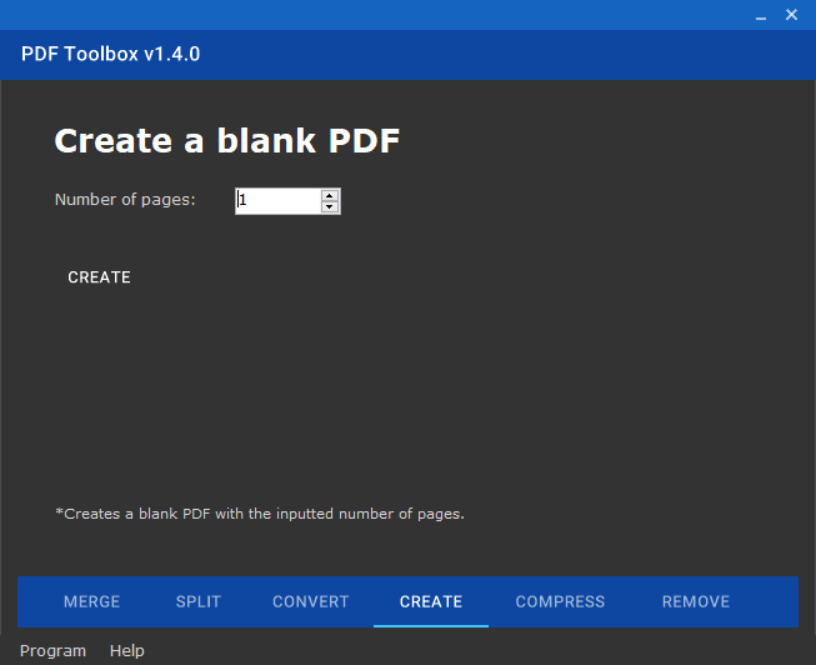 PDF Toolbox v1.4.0
Create a blank PDF
Number of pages: 1
CREATE
*Creates a blank PDF with the inputted number of pages.
MERGE SPLIT CONVERT CREATE COMPRESS REMOVE
Program Help